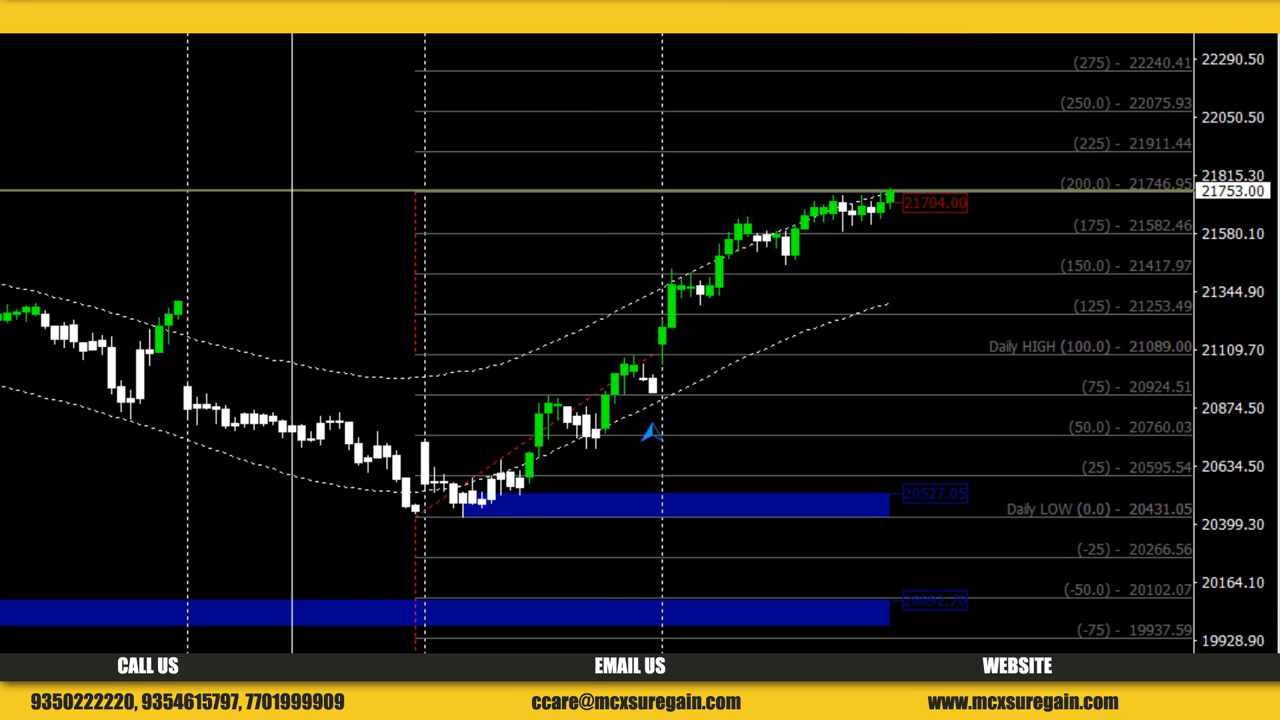 (275) - 22240.41
22290.50
(250.0) - 22075.93
22050.50
(225) - 21911.44
21815.30
(200.0) - 21746.95
21753.00
21704.00
(175) - 21582.46
21580.10
(150.0) - 21417.97
21344.90
(125) - 21253.49
Daily HIGH (100.0) - 21089.00
21109.70
(75) - 20924.51
20874.50
(50.0) - 20760.03
(25) - 20595.54
20634.50
20527.05
Daily LOW (0.0) - 20431.05
20399.30
(-25) - 20266.56
20164.10
(-50.0) - 20102.07
20092.70
(-75) - 19937.59
19928.90
CALL US
EMAIL US
WEBSITE
9350222220, 9354615797, 7701999909
ccare@mcxsuregain.com
www.mcxsuregain.com